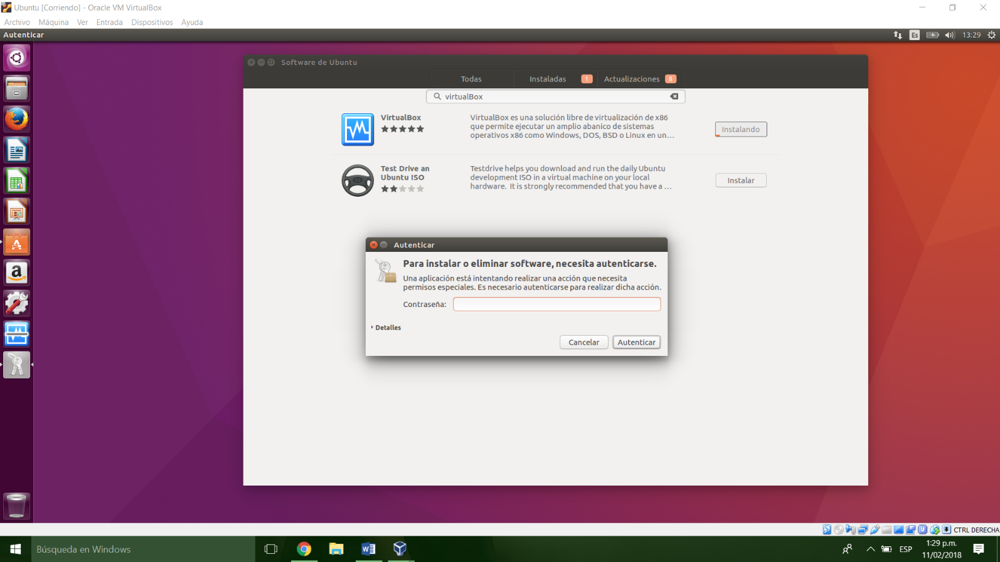 Ubuntu [Corriendo] - Oracle VM VirtualBox
Archivo Máquina Ver Entrada Dispositivos Ayuda
Autenticar
Es
13:29
Software de Ubuntu
Todas
Instaladas 1
Actualizaciones 8
virtualBox
VirtualBox
VirtualBox es una solución libre de virtualización de x86
que permite ejecutar un amplio abanico de sistemas
operativos x86 como Windows, DOS, BSD o Linux en un...
Instalando
Test Drive an
Ubuntu ISO
Testdrive helps you download and run the daily Ubuntu
development ISO in a virtual machine on your local
hardware. It is strongly recommended that you have a ...
Instalar
Autenticar
Para instalar o eliminar software, necesita autenticarse.
Una aplicación está intentando realizar una acción que necesita
permisos especiales. Es necesario autenticarse para realizar dicha acción.
Contraseña:
Detalles
Cancelar
Autenticar
CTRL DERECHA
Búsqueda en Windows
ESP
1:29 p.m.
11/02/2018